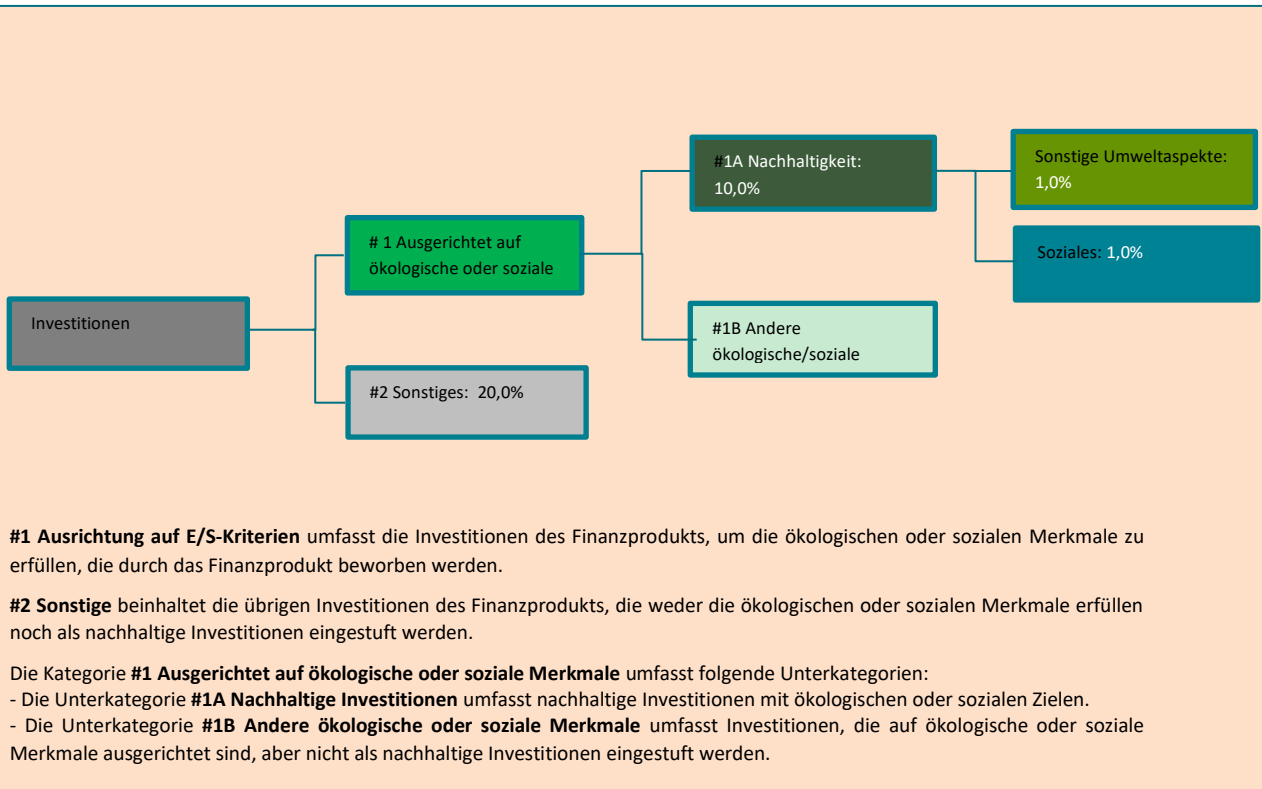 #1A Nachhaltigkeit:
10,0%
Sonstige Umweltaspekte:
1,0%
# 1 Ausgerichtet auf
ökologische oder soziale
Soziales: 1,0%
Investitionen
#1B Andere
ökologische/soziale
#2 Sonstiges: 20,0%
#1 Ausrichtung auf E/S-Kriterien umfasst die Investitionen des Finanzprodukts, um die ökologischen oder sozialen Merkmale zu
erfüllen, die durch das Finanzprodukt beworben werden.
#2 Sonstige beinhaltet die übrigen Investitionen des Finanzprodukts, die weder die ökologischen oder sozialen Merkmale erfüllen
noch als nachhaltige Investitionen eingestuft werden.
Die Kategorie #1 Ausgerichtet auf ökologische oder soziale Merkmale umfasst folgende Unterkategorien:
- Die Unterkategorie #1A Nachhaltige Investitionen umfasst nachhaltige Investitionen mit ökologischen oder sozialen Zielen.
- Die Unterkategorie #1B Andere ökologische oder soziale Merkmale umfasst Investitionen, die auf ökologische oder soziale
Merkmale ausgerichtet sind, aber nicht als nachhaltige Investitionen eingestuft werden.